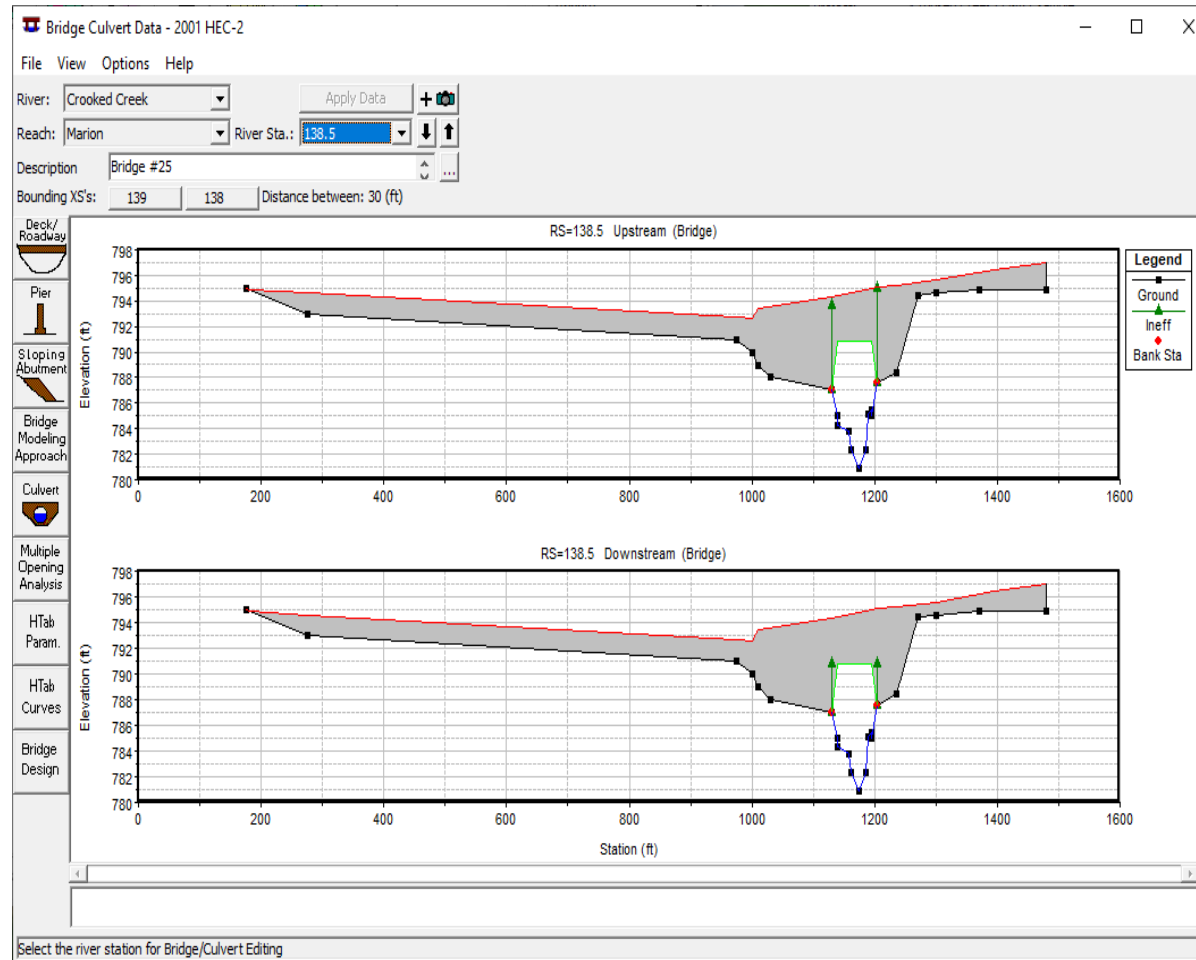 Bridge Culvert Data - 2001 HEC-2
File View Options Help
River: Crooked Creek Apply Data +
Reach: Marion River Sta.: 138.5
Description Bridge #25 ...
Bounding XS's: 139 138 Distance between: 30 (ft)
Deck/
Roadway
Pier
Sloping
Abutment
Bridge
Modeling
Approach
Culvert
Multiple
Opening
Analysis
HTab
Param.
HTab
Curves
Bridge
Design
RS=138.5 Upstream (Bridge)
798
796
794
792
790
788
786
784
782
780
Elevation (ft)
0 200 400 600 800 1000 1200 1400 1600
Legend
Ground
Ineff
Bank Sta
RS=138.5 Downstream (Bridge)
798
796
794
792
790
788
786
784
782
780
Elevation (ft)
0 200 400 600 800 1000 1200 1400 1600
Station (ft)
Select the river station for Bridge/Culvert Editing